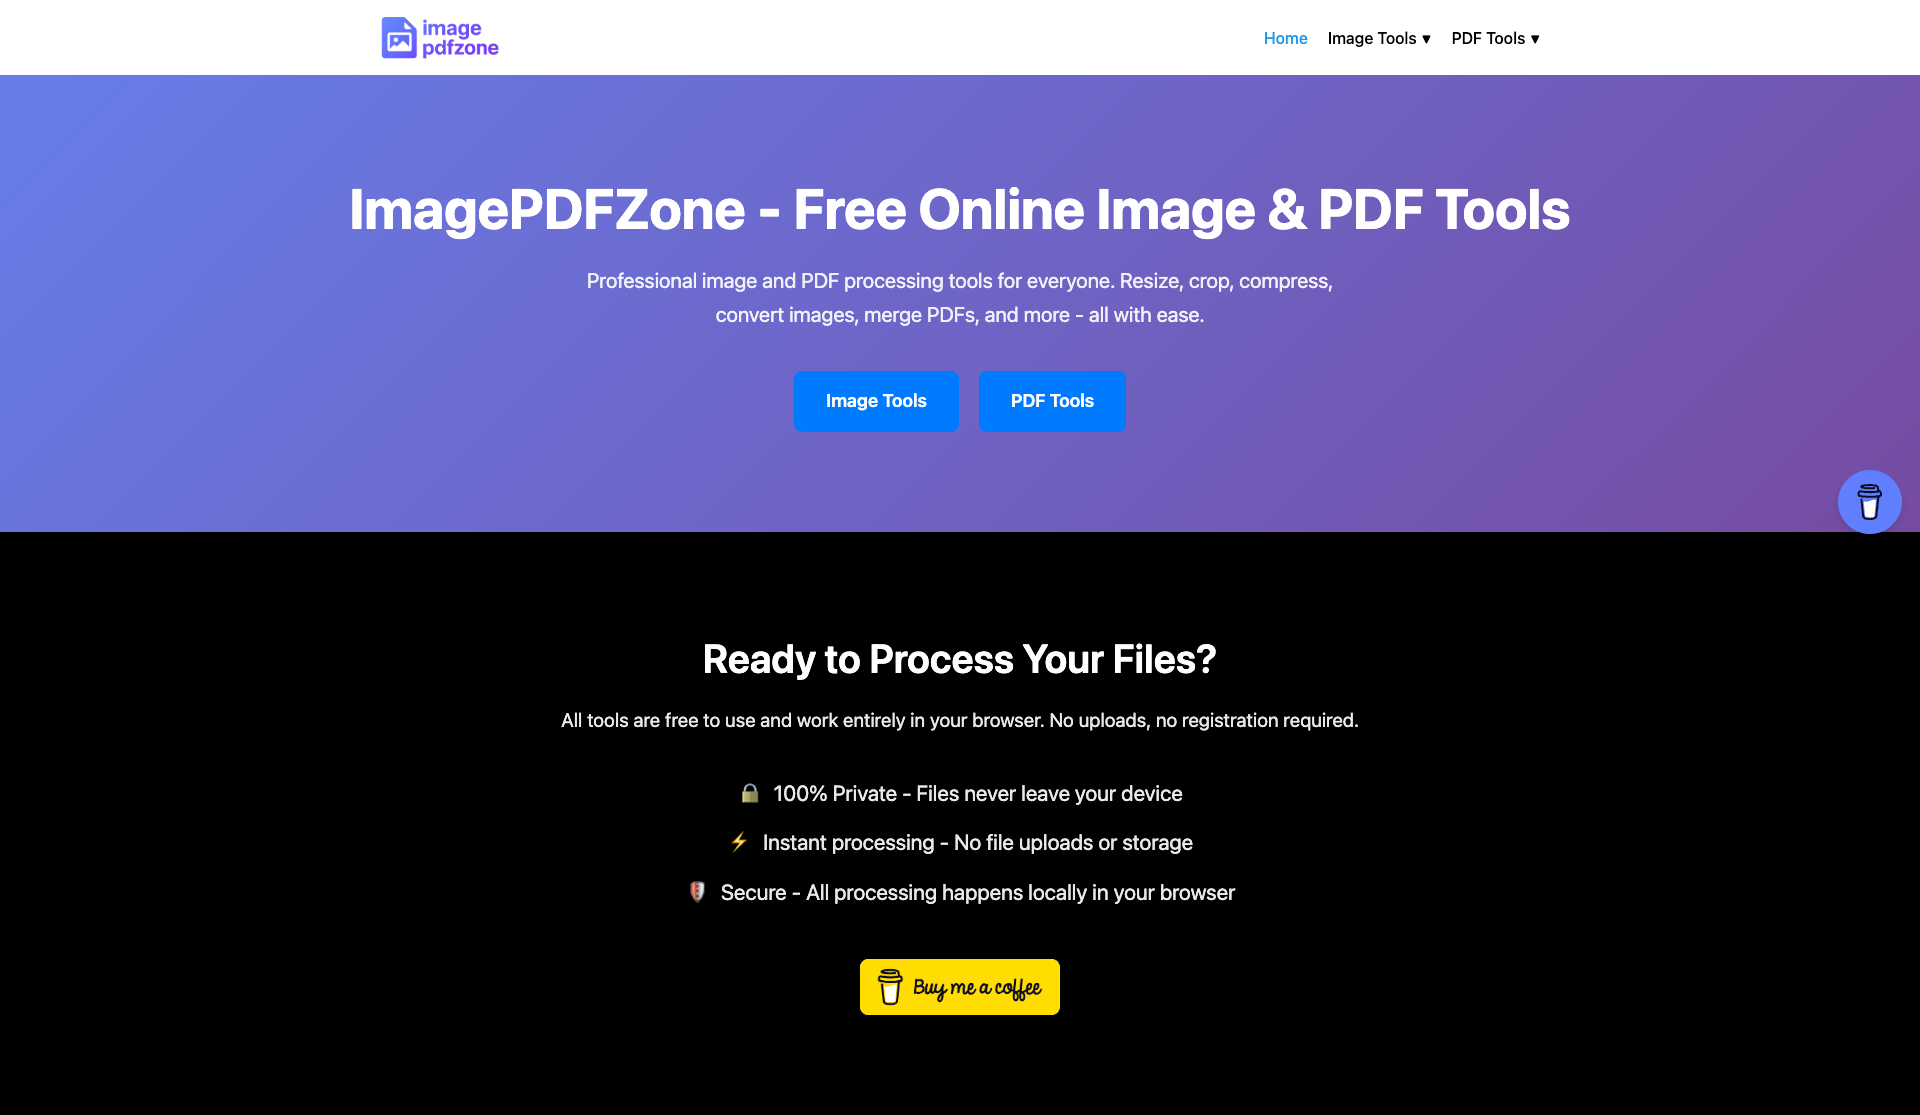 image
pdfzone
Home
Image Tools ▾
PDF Tools ▾
ImagePDFZone - Free Online Image & PDF Tools
Professional image and PDF processing tools for everyone. Resize, crop, compress,
convert images, merge PDFs, and more - all with ease.
Image Tools
PDF Tools
Ready to Process Your Files?
All tools are free to use and work entirely in your browser. No uploads, no registration required.
🔒 100% Private - Files never leave your device
⚡ Instant processing - No file uploads or storage
🛡️ Secure - All processing happens locally in your browser
Buy me a coffee